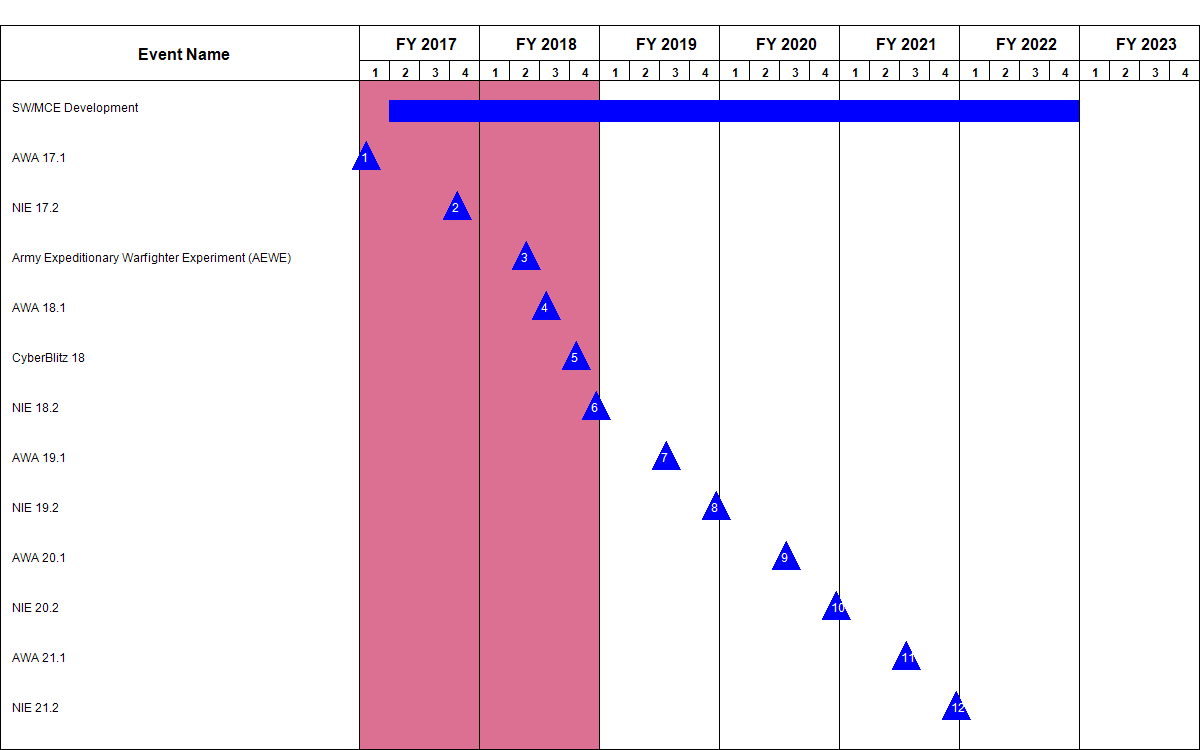 Event Name FY 2017 FY 2018 FY 2019 FY 2020 FY 2021 FY 2022 FY 2023
1 2 3 4 1 2 3 4 1 2 3 4 1 2 3 4 1 2 3 4 1 2 3 4 1 2 3 4
SW/MCE Development
AWA 17.1 1
NIE 17.2 2
Army Expeditionary Warfighter Experiment (AEWE) 3
AWA 18.1 4
CyberBlitz 18 5
NIE 18.2 6
AWA 19.1 7
NIE 19.2 8
AWA 20.1 9
NIE 20.2 10
AWA 21.1 11
NIE 21.2 12